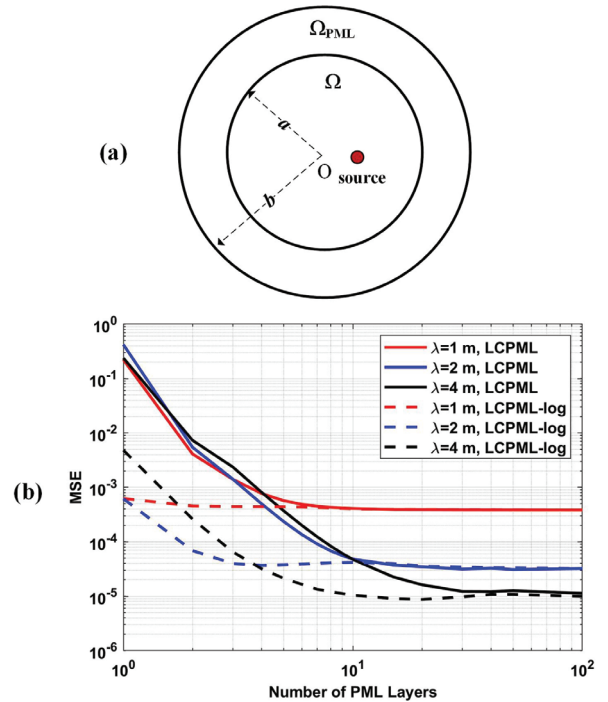 Ω_PML
Ω
a
(a)
O
source
b
10^0
10^-1
10^-2
10^-3
10^-4
10^-5
10^-6
MSE
(b)
λ=1 m, LCPML
λ=2 m, LCPML
λ=4 m, LCPML
λ=1 m, LCPML-log
λ=2 m, LCPML-log
λ=4 m, LCPML-log
10^0
10^1
10^2
Number of PML Layers